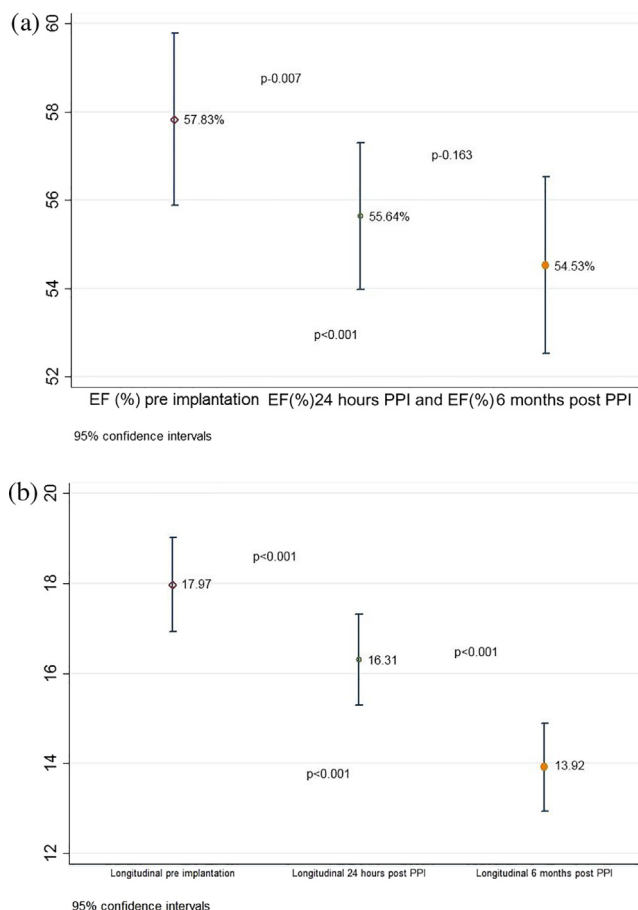 (a)
60
58
56
54
52
p-0.007
57.83%
p-0.163
55.64%
54.53%
p<0.001
EF (%) pre implantation EF(%)24 hours PPI and EF(%)6 months post PPI
95% confidence intervals
(b)
20
18
16
14
12
p<0.001
17.97
p<0.001
16.31
13.92
p<0.001
Longitudinal pre implantation Longitudinal 24 hours post PPI Longitudinal 6 months post PPI
95% confidence intervals